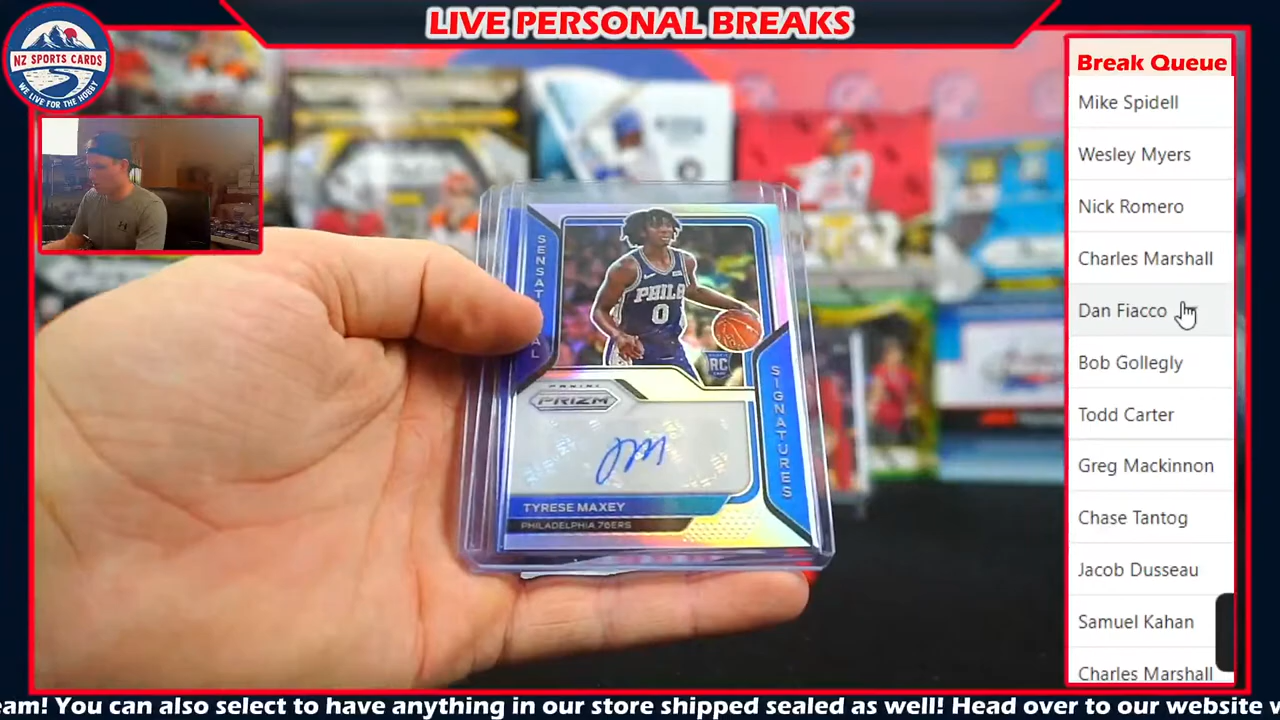 LIVE PERSONAL BREAKS
NZ SPORTS CARDS
WE LIVE FOR THE HOBBY
Break Queue
Mike Spidell
Wesley Myers
Nick Romero
Charles Marshall
Dan Fiacco
Bob Gollegly
Todd Carter
Greg Mackinnon
Chase Tantog
Jacob Dusseau
Samuel Kahan
Charles Marshall
PHILA
0
RC
SIGNATURES
PANINI
PRIZM
TYRESE MAXEY
PHILADELPHIA 76ERS
eam! You can also select to have anything in our store shipped sealed as well! Head over to our website